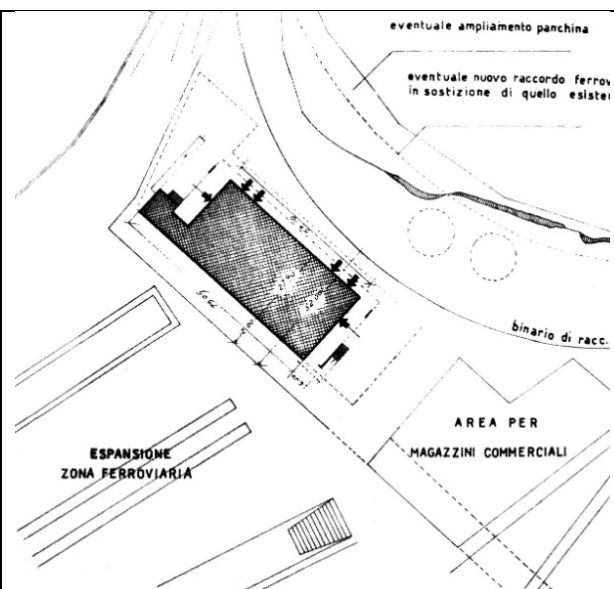 eventuale ampliamento panchina
eventuale nuovo raccordo ferrov
in sostizione di quello esister
binario di racc.
AREA PER
MAGAZZINI COMMERCIALI
ESPANSIONE
ZONA FERROVIARIA